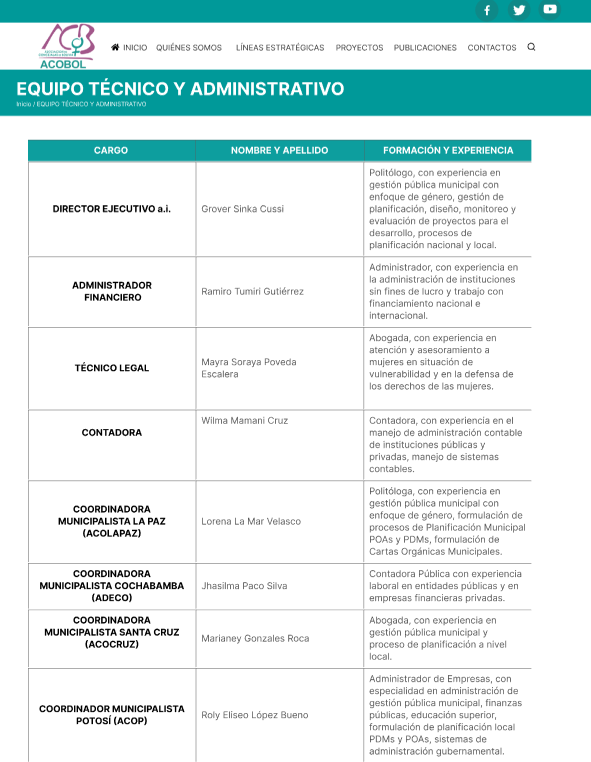 ACB
ACOBOL
INICIO
QUIÉNES SOMOS
LÍNEAS ESTRATÉGICAS
PROYECTOS
PUBLICACIONES
CONTACTOS
EQUIPO TÉCNICO Y ADMINISTRATIVO
Inicio / EQUIPO TÉCNICO Y ADMINISTRATIVO
CARGO
NOMBRE Y APELLIDO
FORMACIÓN Y EXPERIENCIA
DIRECTOR EJECUTIVO a.i.
Grover Sinka Cussi
Politólogo, con experiencia en
gestión pública municipal con
enfoque de género, gestión de
planificación, diseño, monitoreo y
evaluación de proyectos para el
desarrollo, procesos de
planificación nacional y local.
ADMINISTRADOR
FINANCIERO
Ramiro Tumiri Gutiérrez
Administrador, con experiencia en
la administración de instituciones
sin fines de lucro y trabajo con
financiamiento nacional e
internacional.
TÉCNICO LEGAL
Mayra Soraya Poveda
Escalera
Abogada, con experiencia en
atención y asesoramiento a
mujeres en situación de
vulnerabilidad y en la defensa de
los derechos de las mujeres.
CONTADORA
Wilma Mamani Cruz
Contadora, con experiencia en el
manejo de administración contable
de instituciones públicas y
privadas, manejo de sistemas
contables.
COORDINADORA
MUNICIPALISTA LA PAZ
(ACOLAPAZ)
Lorena La Mar Velasco
Politóloga, con experiencia en
gestión pública municipal con
enfoque de género, formulación de
procesos de Planificación Municipal
POAs y PDMs, formulación de
Cartas Orgánicas Municipales.
COORDINADORA
MUNICIPALISTA COCHABAMBA
(ADECO)
Jhasilma Paco Silva
Contadora Pública con experiencia
laboral en entidades públicas y en
empresas financieras privadas.
COORDINADORA
MUNICIPALISTA SANTA CRUZ
(ACOCRUZ)
Marianey Gonzales Roca
Abogada, con experiencia en
gestión pública municipal y
proceso de planificación a nivel
local.
COORDINADOR MUNICIPALISTA
POTOSÍ (ACOP)
Roly Eliseo López Bueno
Administrador de Empresas, con
especialidad en administración de
gestión pública municipal, finanzas
públicas, educación superior,
formulación de planificación local
PDMs y POAs, sistemas de
administración gubernamental.